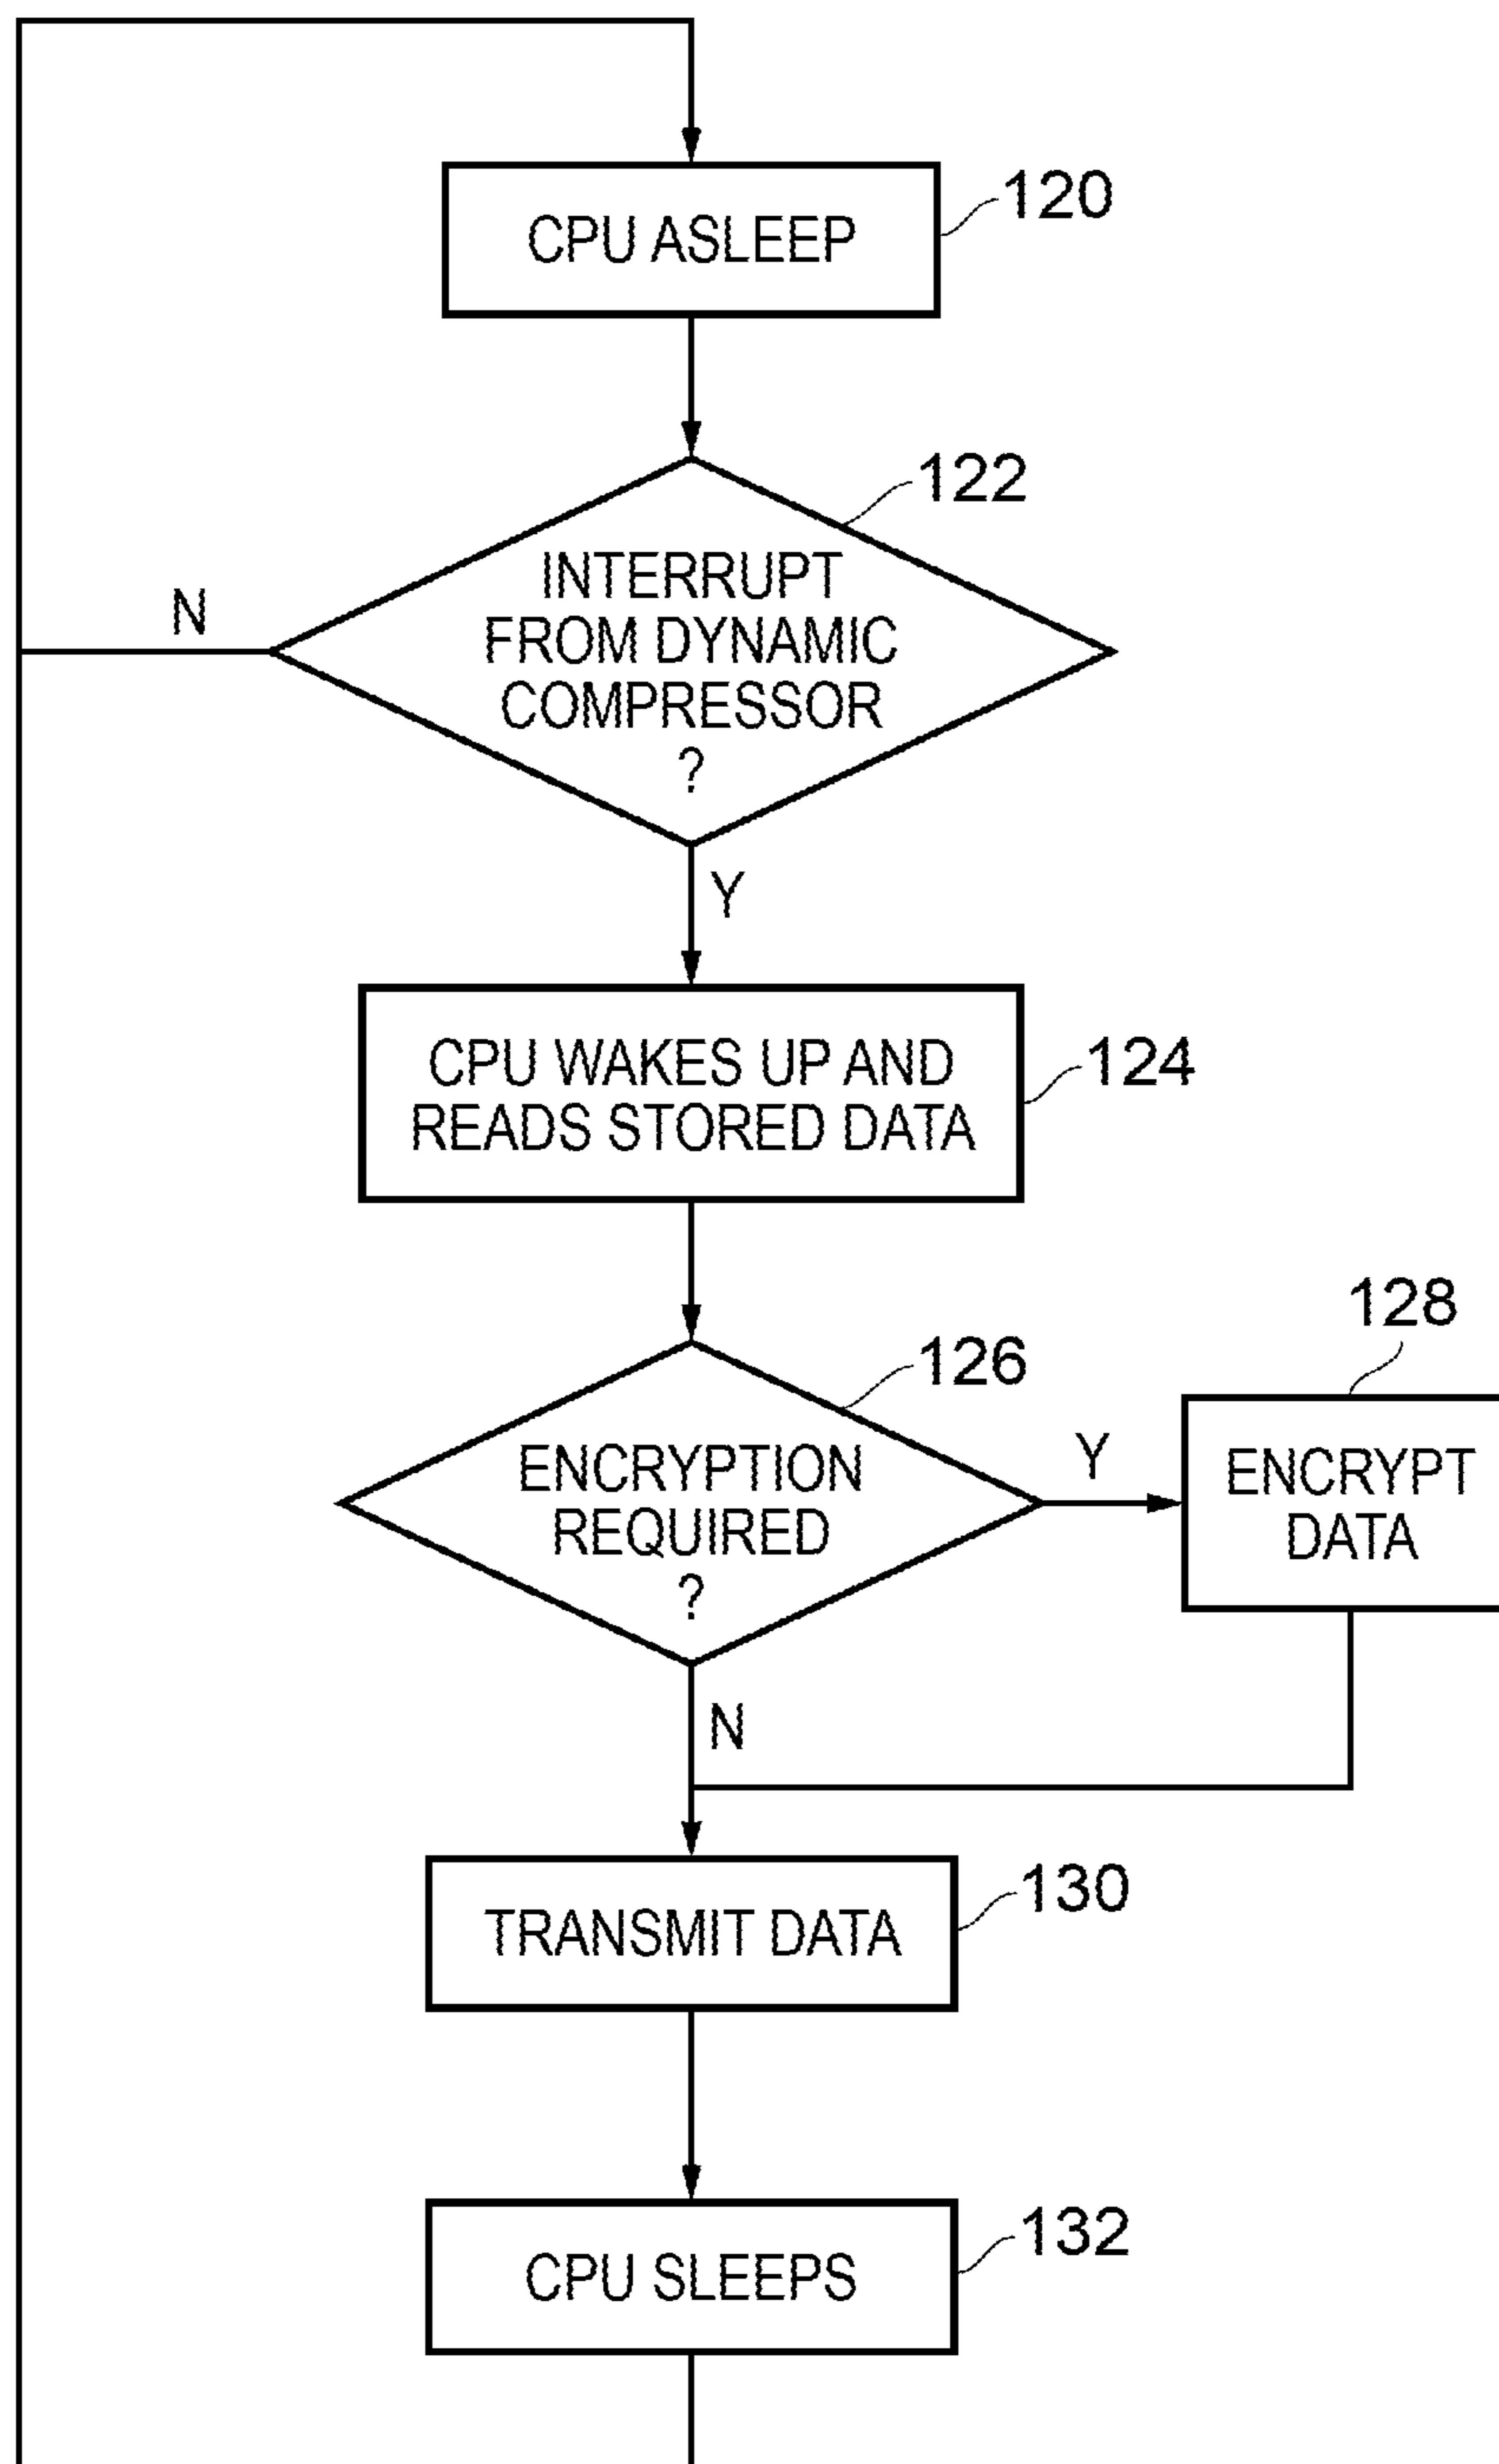 120
CPU ASLEEP
122
INTERRUPT
FROM DYNAMIC
COMPRESSOR
?
N
Y
124
CPU WAKES UP AND
READS STORED DATA
126
128
ENCRYPTION
REQUIRED
?
Y
ENCRYPT
DATA
N
130
TRANSMIT DATA
132
CPU SLEEPS